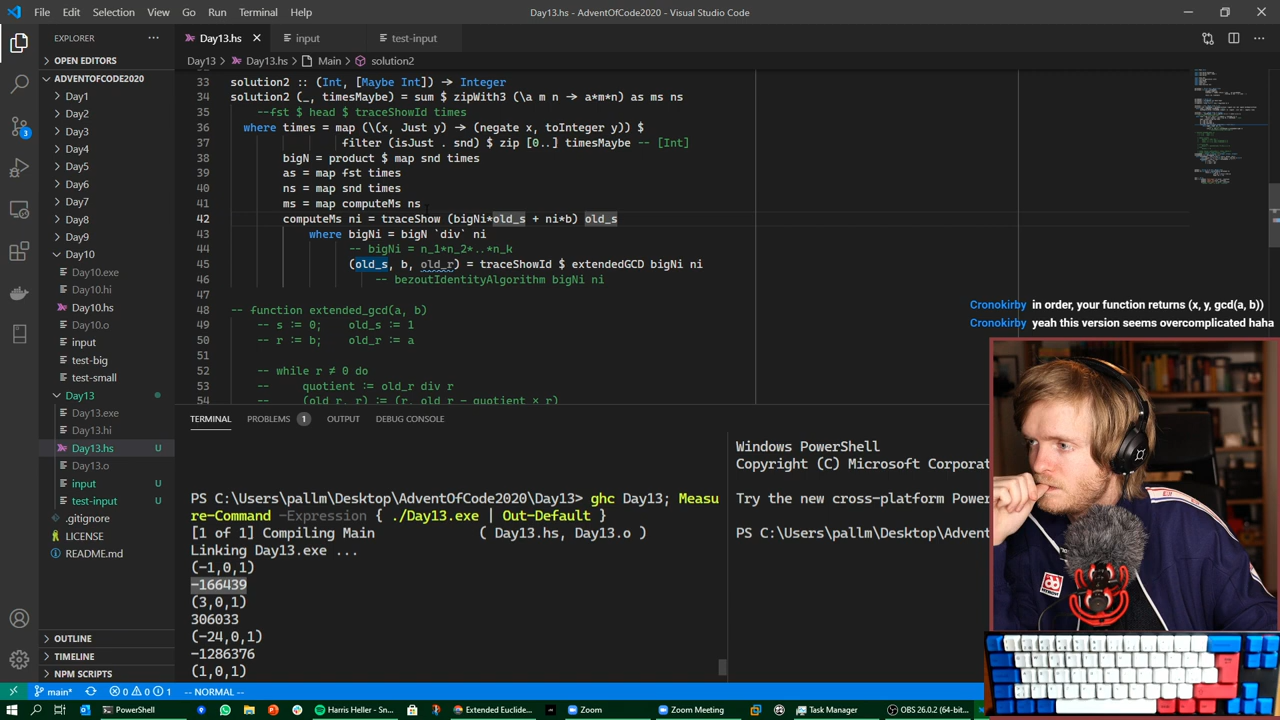 File Edit Selection View Go Run Terminal Help
Day13.hs - AdventOfCode2020 - Visual Studio Code
EXPLORER
Day13.hs
input
test-input
OPEN EDITORS
ADVENTOFCODE2020
Day1
Day2
Day3
Day4
Day5
Day6
Day7
Day8
Day9
Day10
Day10.exe
Day10.hi
Day10.hs
Day10.o
input
test-big
test-small
Day13
Day13.exe
Day13.hi
Day13.hs U
Day13.o
input U
test-input U
.gitignore
LICENSE
README.md
OUTLINE
TIMELINE
NPM SCRIPTS
3
Day13 > Day13.hs > Main > solution2
33 solution2 :: (Int, [Maybe Int]) -> Integer
34 solution2 (_, timesMaybe) = sum $ zipWith3 (\a m n -> a*m*n) as ms ns
35 --fst $ head $ traceShowId times
36 where times = map (\(x, Just y) -> (negate x, toInteger y)) $
37 filter (isJust . snd) $ zip [0..] timesMaybe -- [Int]
38 bigN = product $ map snd times
39 as = map fst times
40 ns = map snd times
41 ms = map computeMs ns
42 computeMs ni = traceShow (bigNi*old_s + ni*b) old_s
43 where bigNi = bigN `div` ni
44 -- bigNi = n_1*n_2*..*n_k
45 (old_s, b, old_r) = traceShowId $ extendedGCD bigNi ni
46 -- bezoutIdentityAlgorithm bigNi ni
47
48 -- function extended_gcd(a, b)
49 -- s := 0; old_s := 1
50 -- r := b; old_r := a
51
52 -- while r ≠ 0 do
53 -- quotient := old_r div r
54 -- (old_r, r) := (r, old_r − quotient × r)
Cronokirby in order, your function returns (x, y, gcd(a, b))
Cronokirby yeah this version seems overcomplicated haha
TERMINAL PROBLEMS 1 OUTPUT DEBUG CONSOLE
PS C:\Users\pallm\Desktop\AdventOfCode2020\Day13> ghc Day13; Measu
re-Command -Expression { ./Day13.exe | Out-Default }
[1 of 1] Compiling Main ( Day13.hs, Day13.o )
Linking Day13.exe ...
(-1,0,1)
-166439
(3,0,1)
306033
(-24,0,1)
-1286376
(1,0,1)
Windows PowerShell
Copyright (C) Microsoft Corporat
Try the new cross-platform Power
PS C:\Users\pallm\Desktop\Advent
main* 0 0 1 -- NORMAL --
PowerShell
Harris Heller - Sn...
Extended Euclide...
Zoom
Zoom Meeting
Task Manager
OBS 26.0.2 (64-bit...